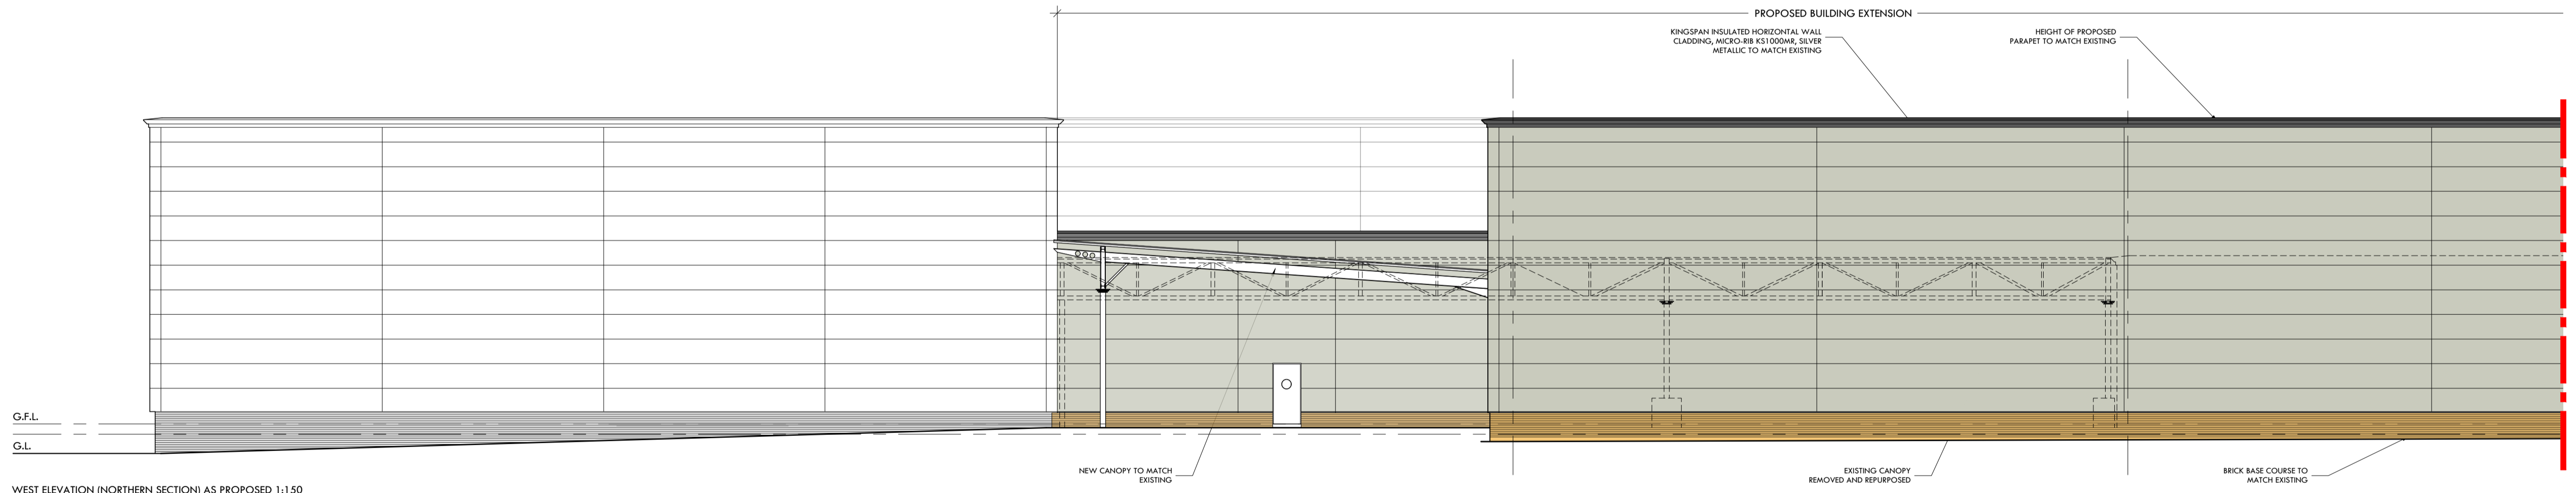 PROPOSED BUILDING EXTENSION
KINGSPAN INSULATED HORIZONTAL WALL
CLADDING, MICRO-RIB KS1000MR, SILVER
METALLIC TO MATCH EXISTING
HEIGHT OF PROPOSED
PARAPET TO MATCH EXISTING
G.F.L.
G.L.
NEW CANOPY TO MATCH
EXISTING
EXISTING CANOPY
REMOVED AND REPURPOSED
BRICK BASE COURSE TO
MATCH EXISTING
WEST ELEVATION (NORTHERN SECTION) AS PROPOSED 1:150